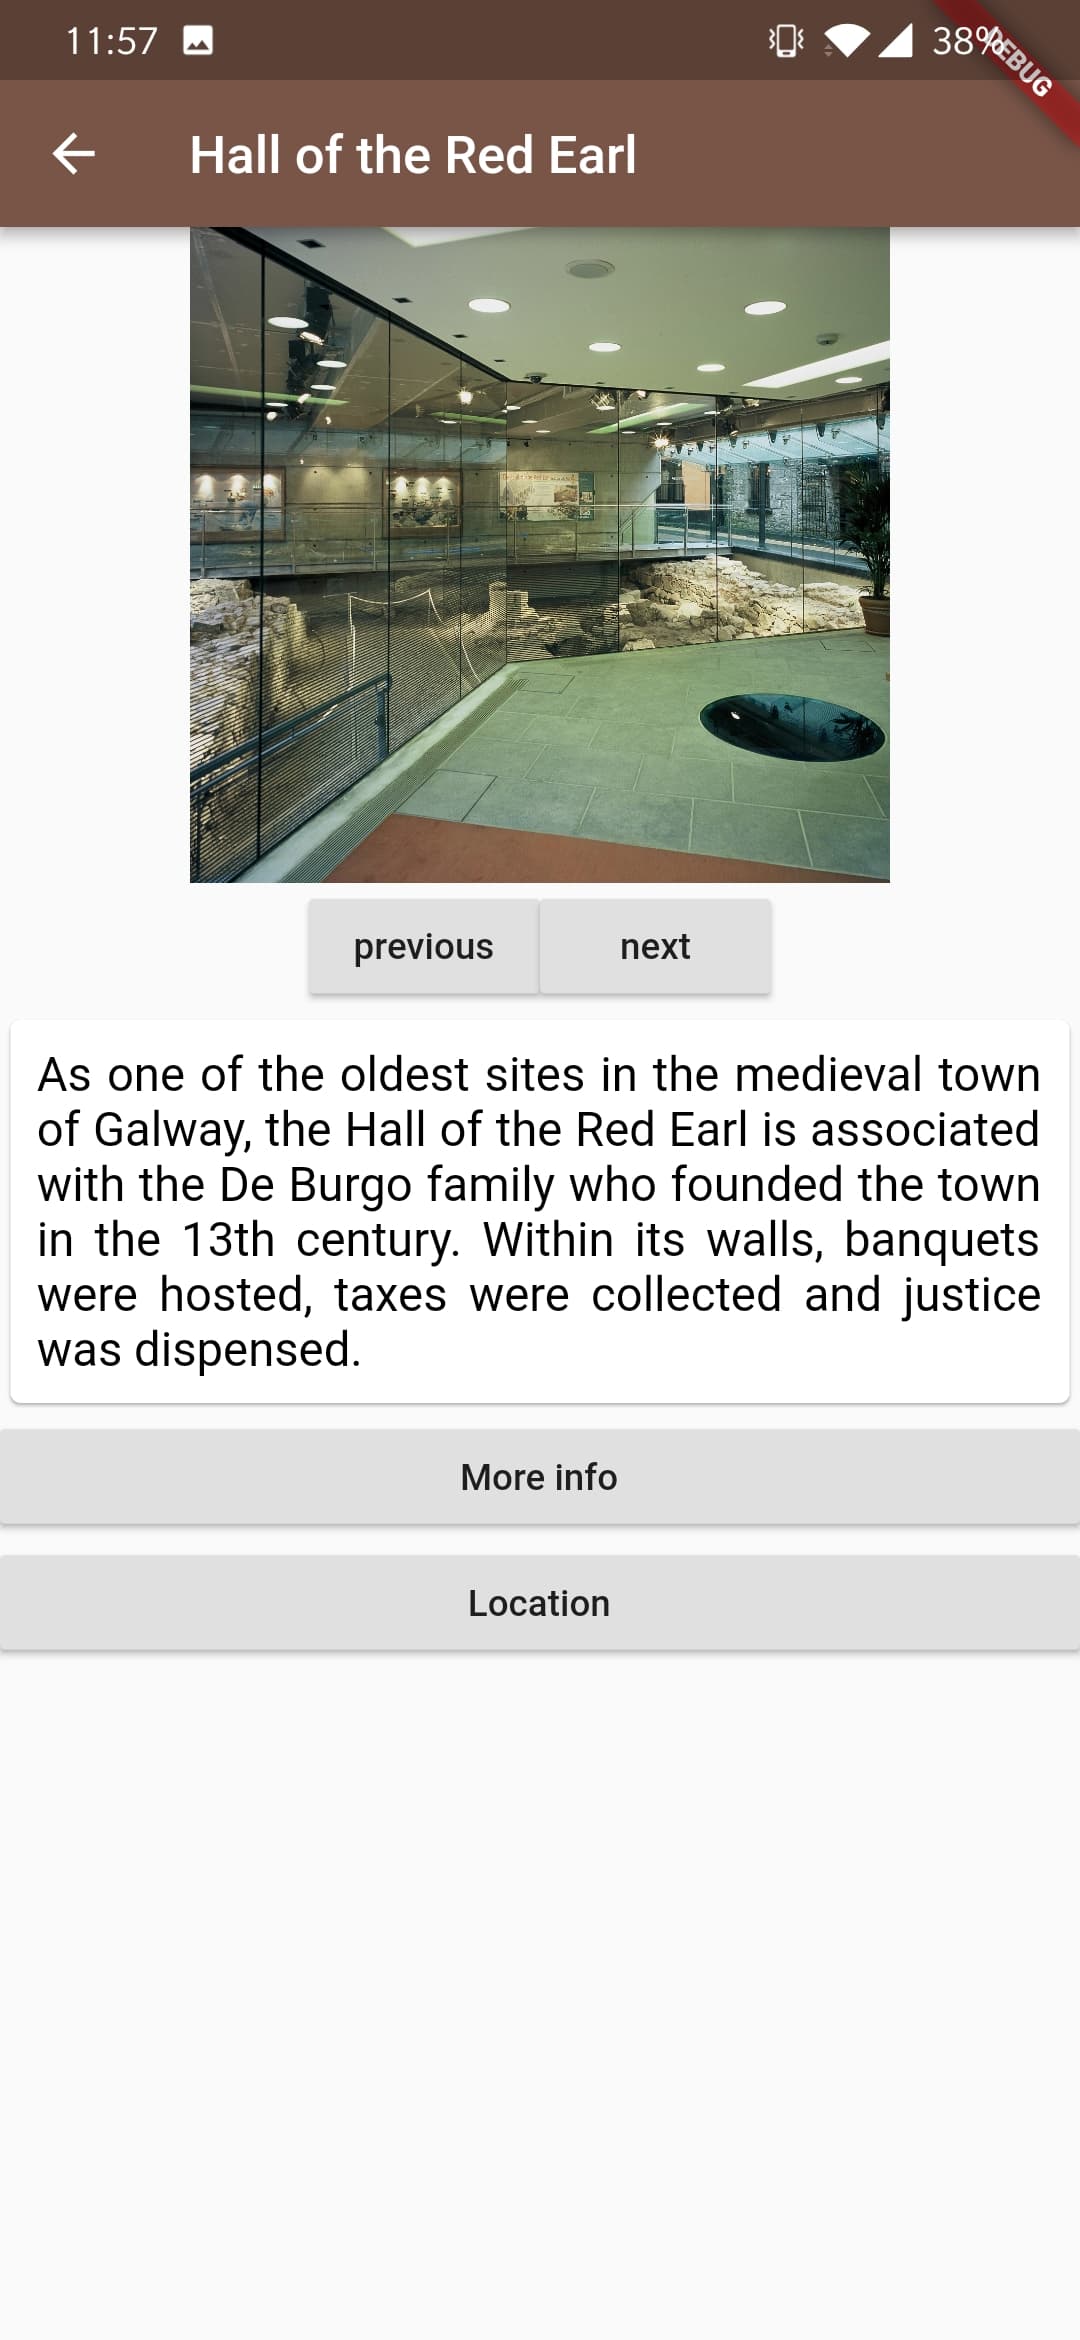 11:57
38%
DEBUG
Hall of the Red Earl
previous
next
As one of the oldest sites in the medieval town
of Galway, the Hall of the Red Earl is associated
with the De Burgo family who founded the town
in the 13th century. Within its walls, banquets
were hosted, taxes were collected and justice
was dispensed.
More info
Location